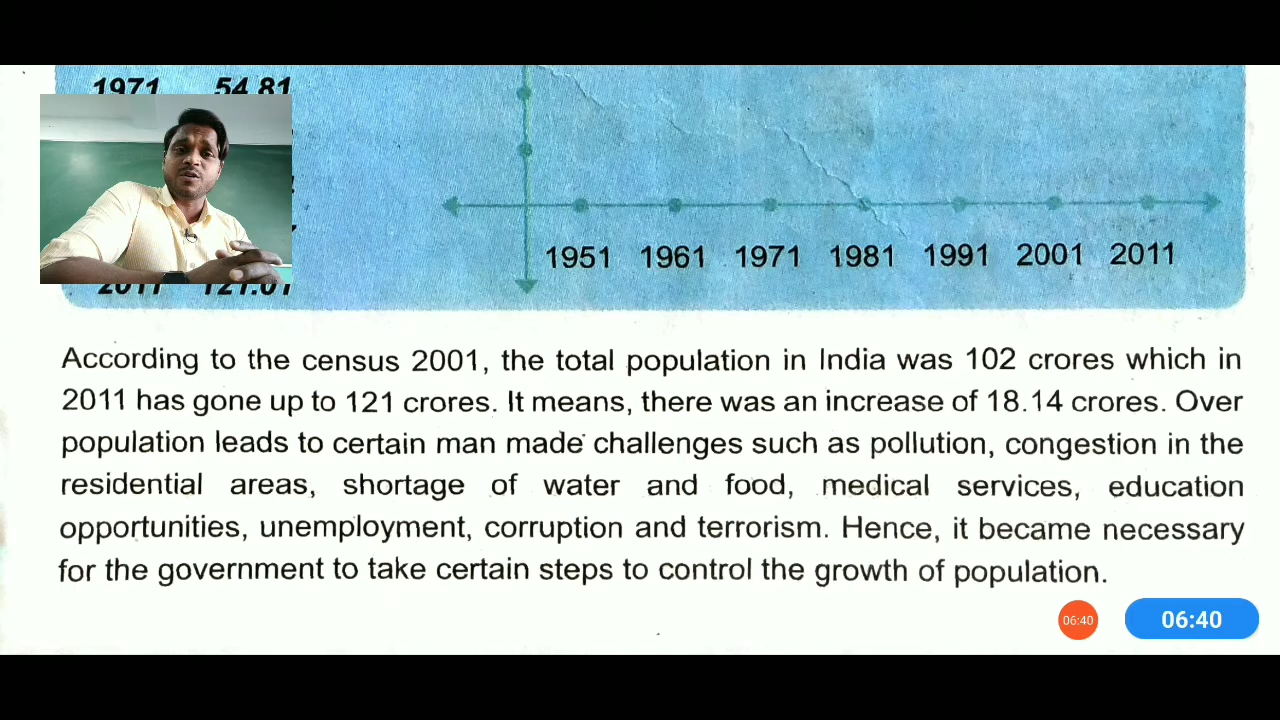 1971 54.81
2011 121.01
1951 1961 1971 1981 1991 2001 2011
According to the census 2001, the total population in India was 102 crores which in
2011 has gone up to 121 crores. It means, there was an increase of 18.14 crores. Over
population leads to certain man made challenges such as pollution, congestion in the
residential areas, shortage of water and food, medical services, education
opportunities, unemployment, corruption and terrorism. Hence, it became necessary
for the government to take certain steps to control the growth of population.
06:40 06:40